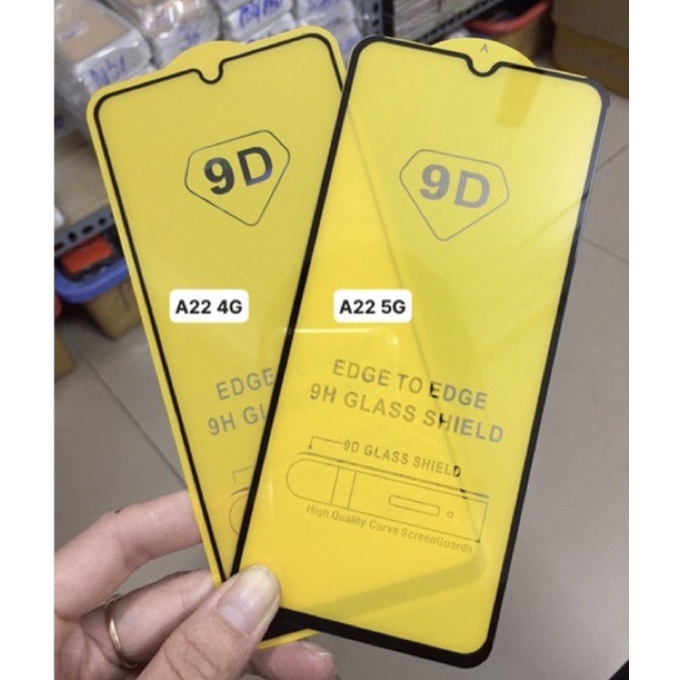 9D
A22 4G
EDGE
9H GL
A
9D
A22 5G
EDGE TO EDGE
9H GLASS SHIELD
9D GLASS SHIELD
High Quality Curve ScreenGuardh